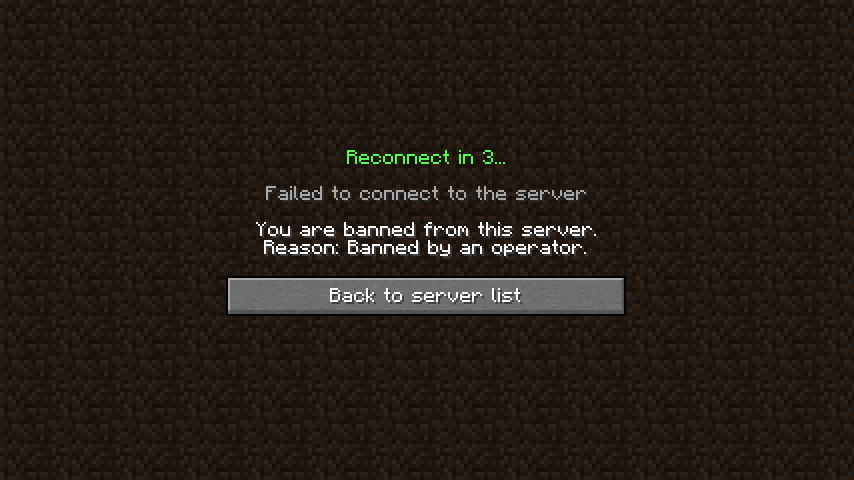 Reconnect in 3...
Failed to connect to the server
You are banned from this server.
Reason: Banned by an operator.
Back to server list